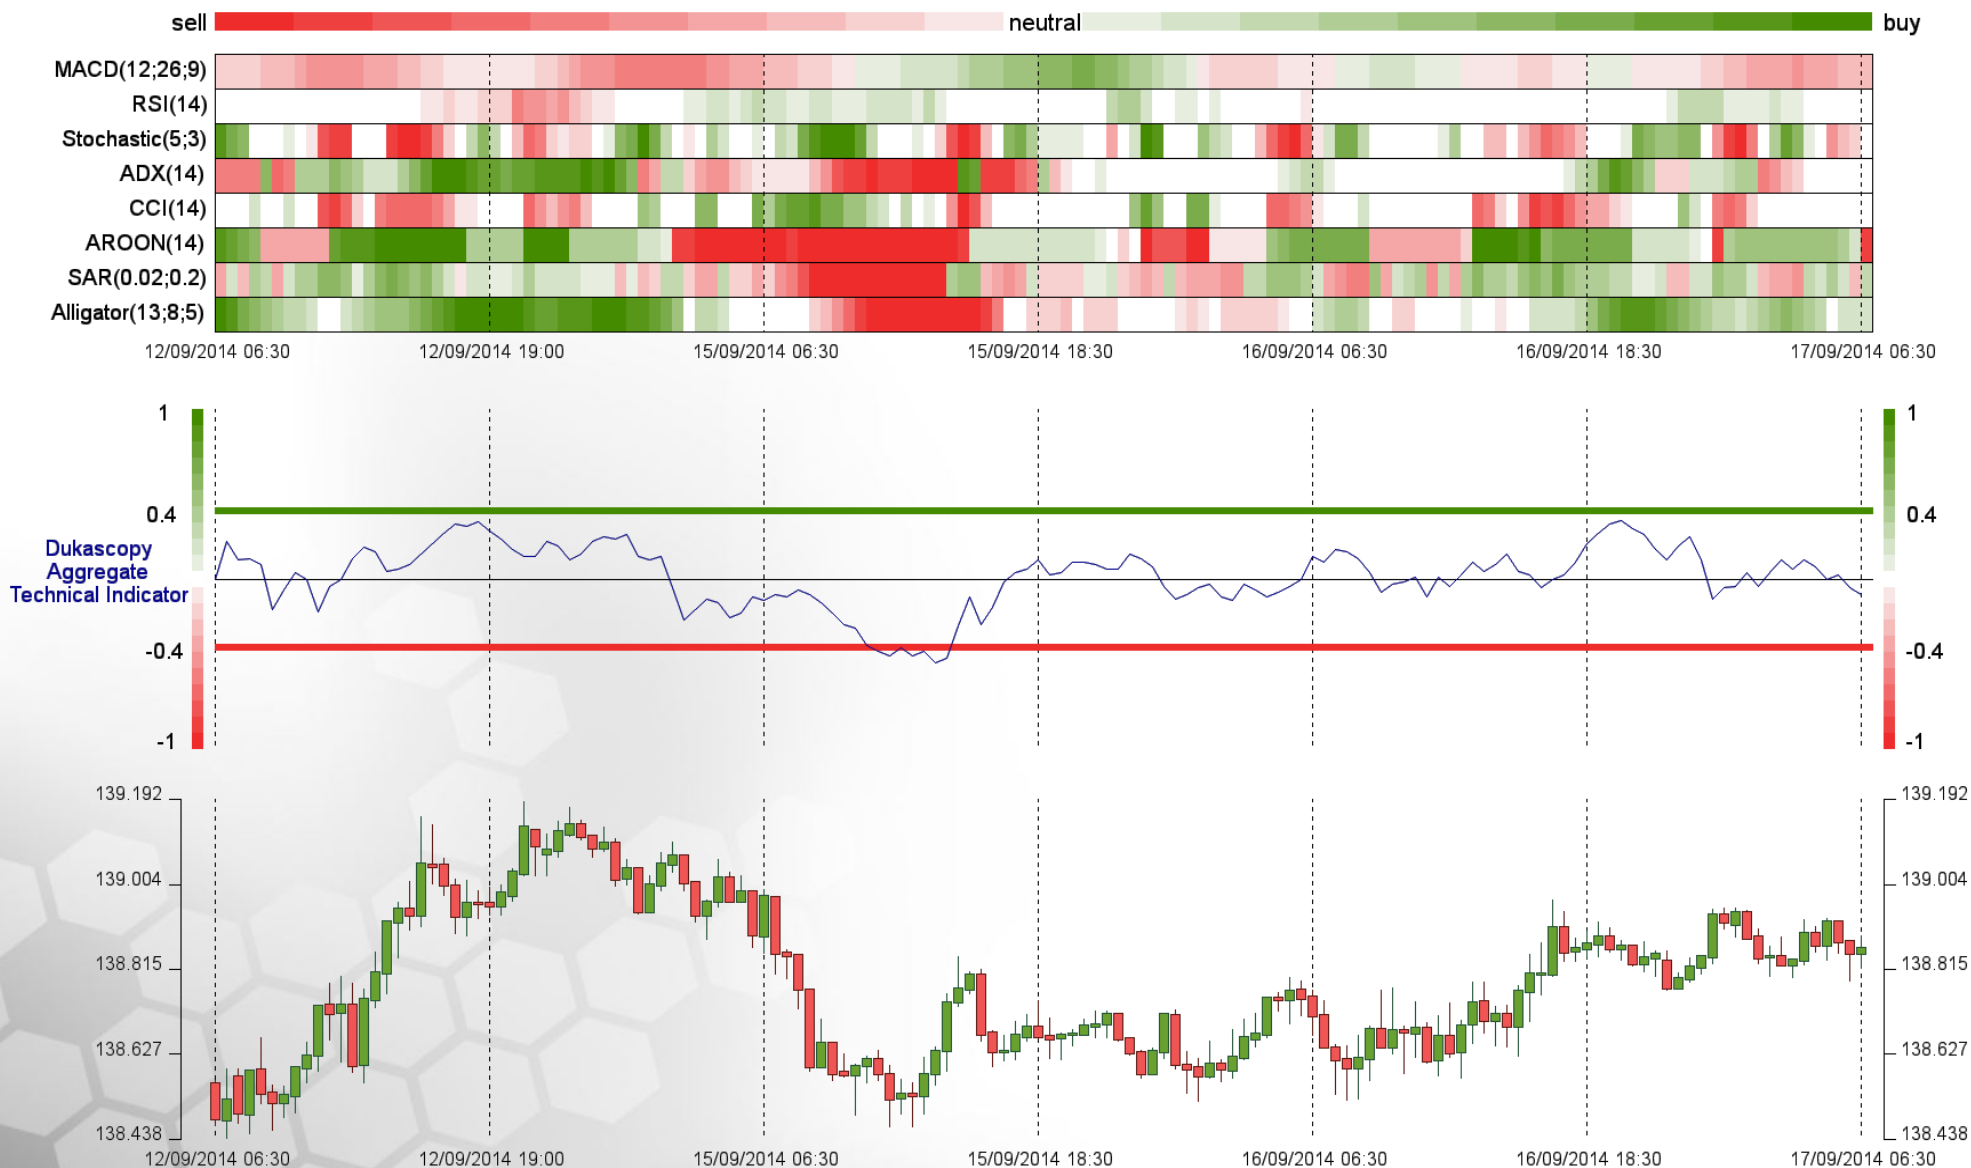 sell neutral buy
MACD(12;26;9)
RSI(14)
Stochastic(5;3)
ADX(14)
CCI(14)
AROON(14)
SAR(0.02;0.2)
Alligator(13;8;5)
12/09/2014 06:30 12/09/2014 19:00 15/09/2014 06:30 15/09/2014 18:30 16/09/2014 06:30 16/09/2014 18:30 17/09/2014 06:30
1 1
0.4 0.4
Dukascopy
Aggregate
Technical Indicator
-0.4 -0.4
-1 -1
139.192 139.192
139.004 139.004
138.815 138.815
138.627 138.627
138.438 138.438
12/09/2014 06:30 12/09/2014 19:00 15/09/2014 06:30 15/09/2014 18:30 16/09/2014 06:30 16/09/2014 18:30 17/09/2014 06:30